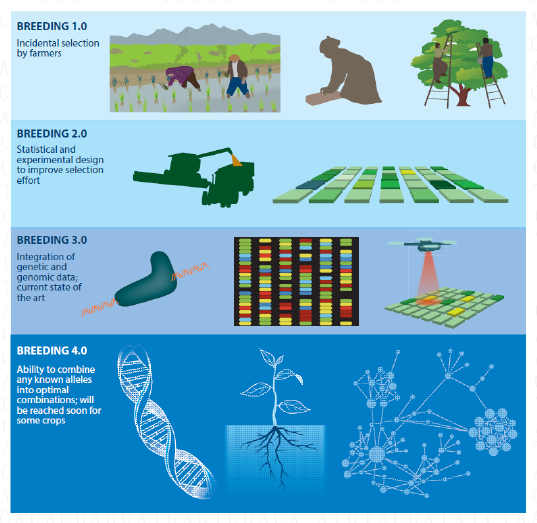 BREEDING 1.0
Incidental selection
by farmers
BREEDING 2.0
Statistical and
experimental design
to improve selection
effort
BREEDING 3.0
Integration of
genetic and
genomic data;
current state of
the art
BREEDING 4.0
Ability to combine
any known alleles
into optimal
combinations; will
be reached soon for
some crops